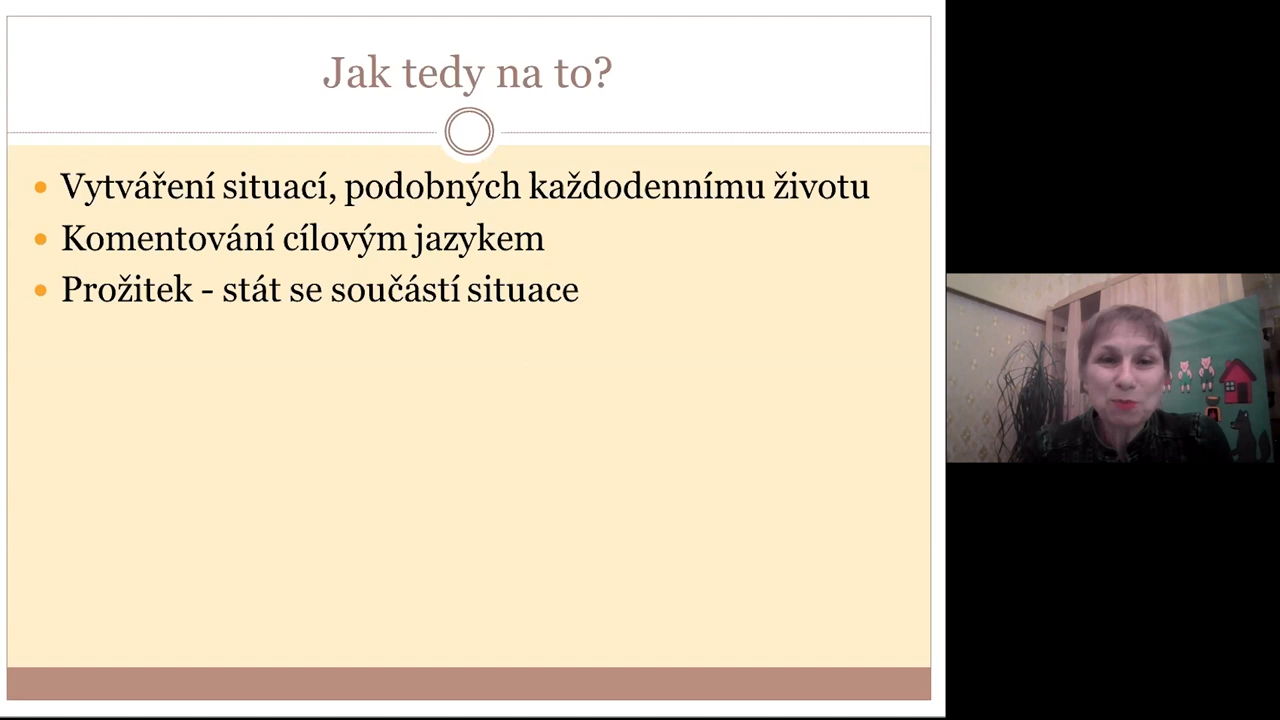 Jak tedy na to?
Vytváření situací, podobných každodennímu životu
Komentování cílovým jazykem
Prožitek - stát se součástí situace